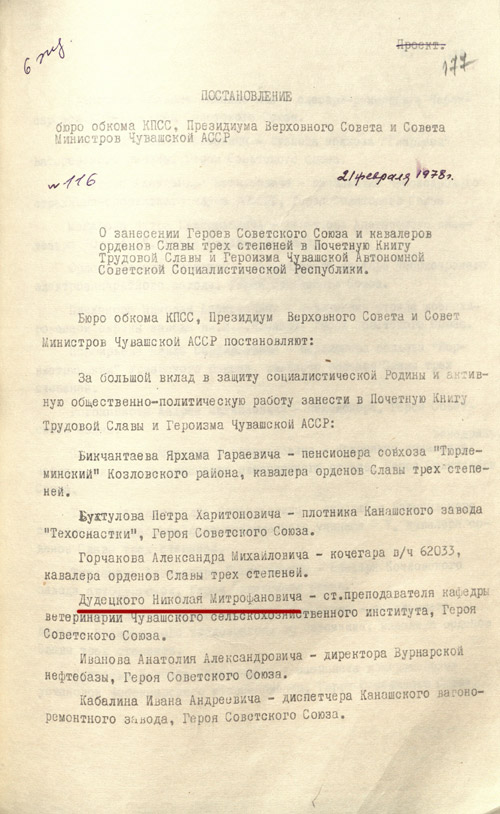 6 экз
Проект.
177
ПОСТАНОВЛЕНИЕ
бюро обкома КПСС, Президиума Верховного Совета и Совета
Министров Чувашской АССР
№ 116
21 февраля 1978г.
О занесении Героев Советского Союза и кавалеров
орденов Славы трех степеней в Почетную Книгу
Трудовой Славы и Героизма Чувашской Автономной
Советской Социалистической Республики.
Бюро обкома КПСС, Президиум Верховного Совета и Совет
Министров Чувашской АССР постановляют:
За большой вклад в защиту социалистической Родины и актив-
ную общественно-политическую работу занести в Почетную Книгу
Трудовой Славы и Героизма Чувашской АССР:
Бикчантаева Ярхама Гараевича - пенсионера совхоза "Тюрле-
минский" Козловского района, кавалера орденов Славы трех степе-
ней.
Бухтулова Петра Харитоновича - плотника Канашского завода
"Техоснастки", Героя Советского Союза.
Горчакова Александра Михайловича - кочегара в/ч 62033,
кавалера орденов Славы трех степеней.
Дудецкого Николая Митрофановича - ст.преподавателя кафедры
ветеринарии Чувашского сельскохозяйственного института, Героя
Советского Союза.
Иванова Анатолия Александровича - директора Вурнарской
нефтебазы, Героя Советского Союза.
Кабалина Ивана Андреевича - диспетчера Канашского вагоно-
ремонтного завода, Героя Советского Союза.